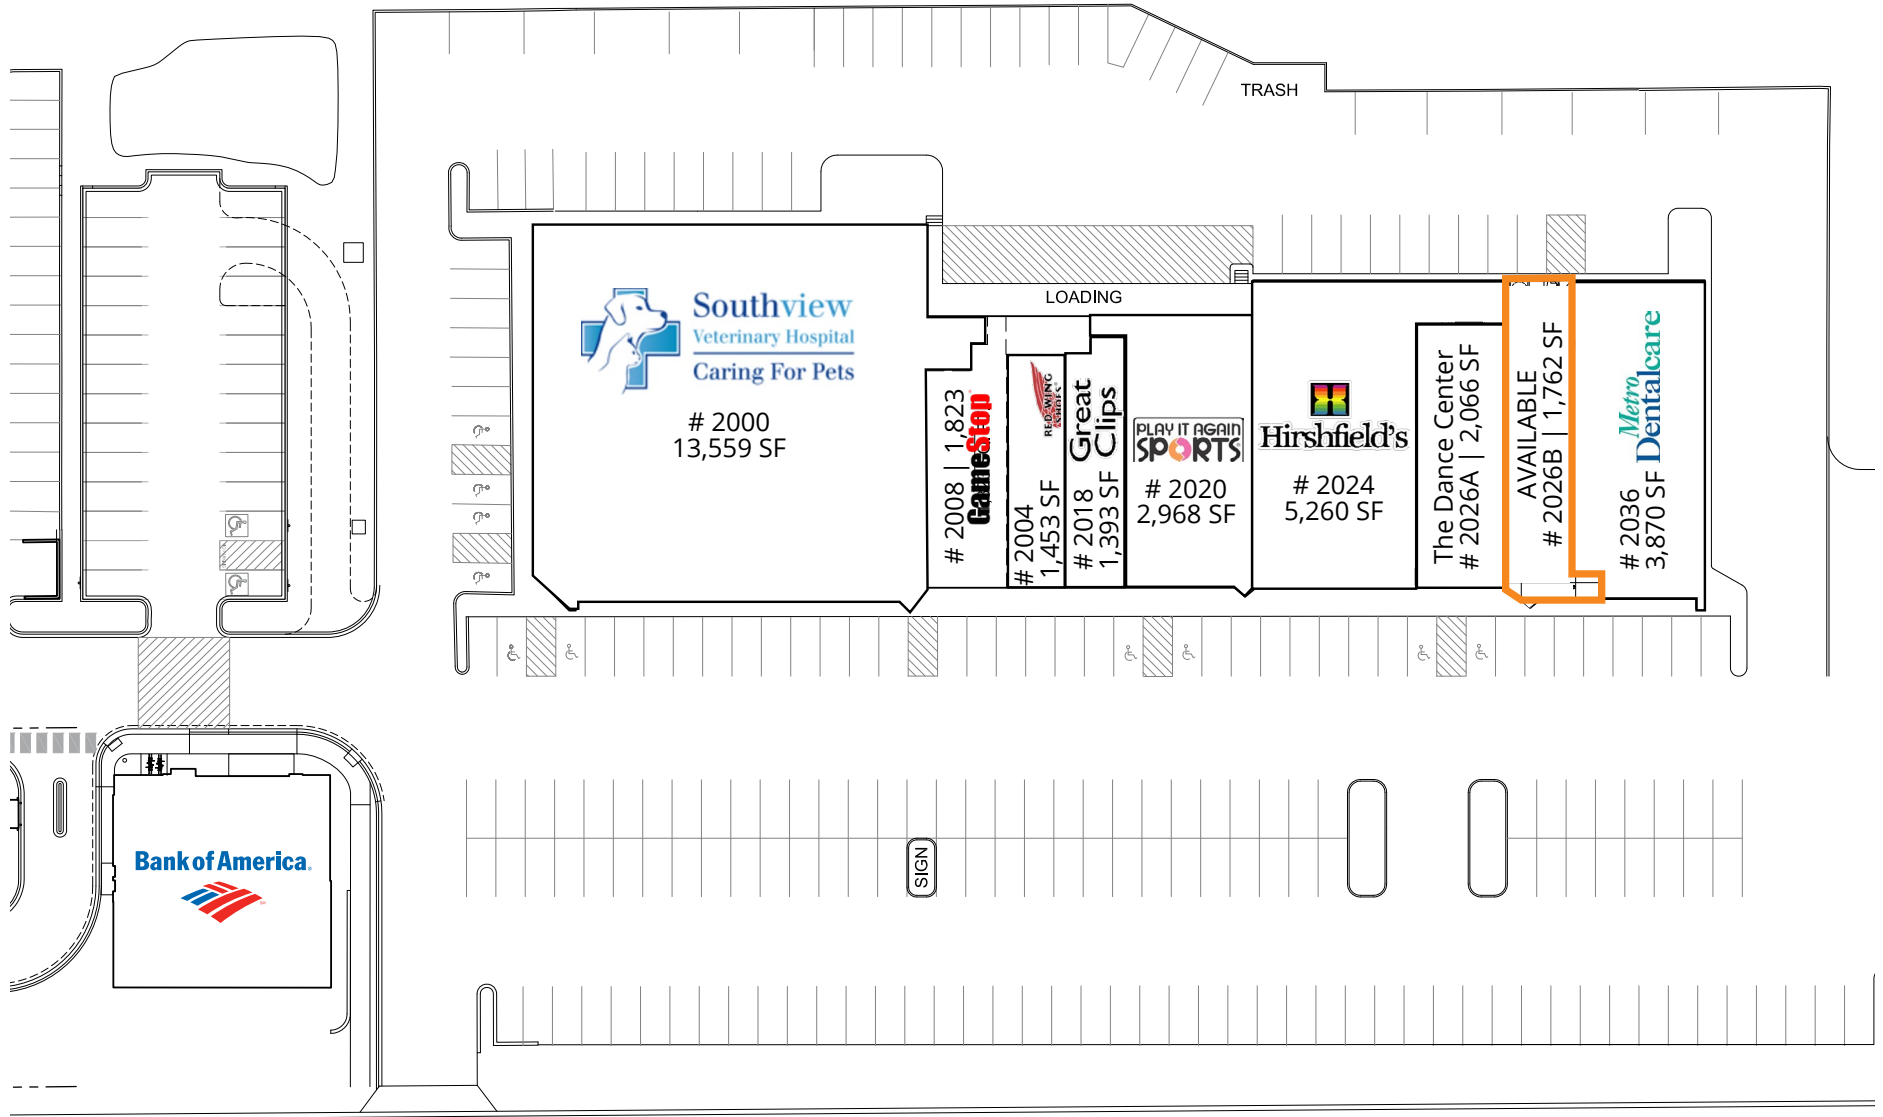 TRASH
LOADING
Southview
Veterinary Hospital
Caring For Pets
# 2000
13,559 SF
# 2008 | 1,823
GameStop
RED WING
SHOES
# 2004
1,453 SF
Great
Clips
# 2018
1,393 SF
PLAY IT AGAIN
SPORTS
# 2020
2,968 SF
Hirshfield's
# 2024
5,260 SF
The Dance Center
# 2026A | 2,066 SF
AVAILABLE
# 2026B | 1,762 SF
Metro
Dentalcare
# 2036
3,870 SF
Bank of America
SIGN